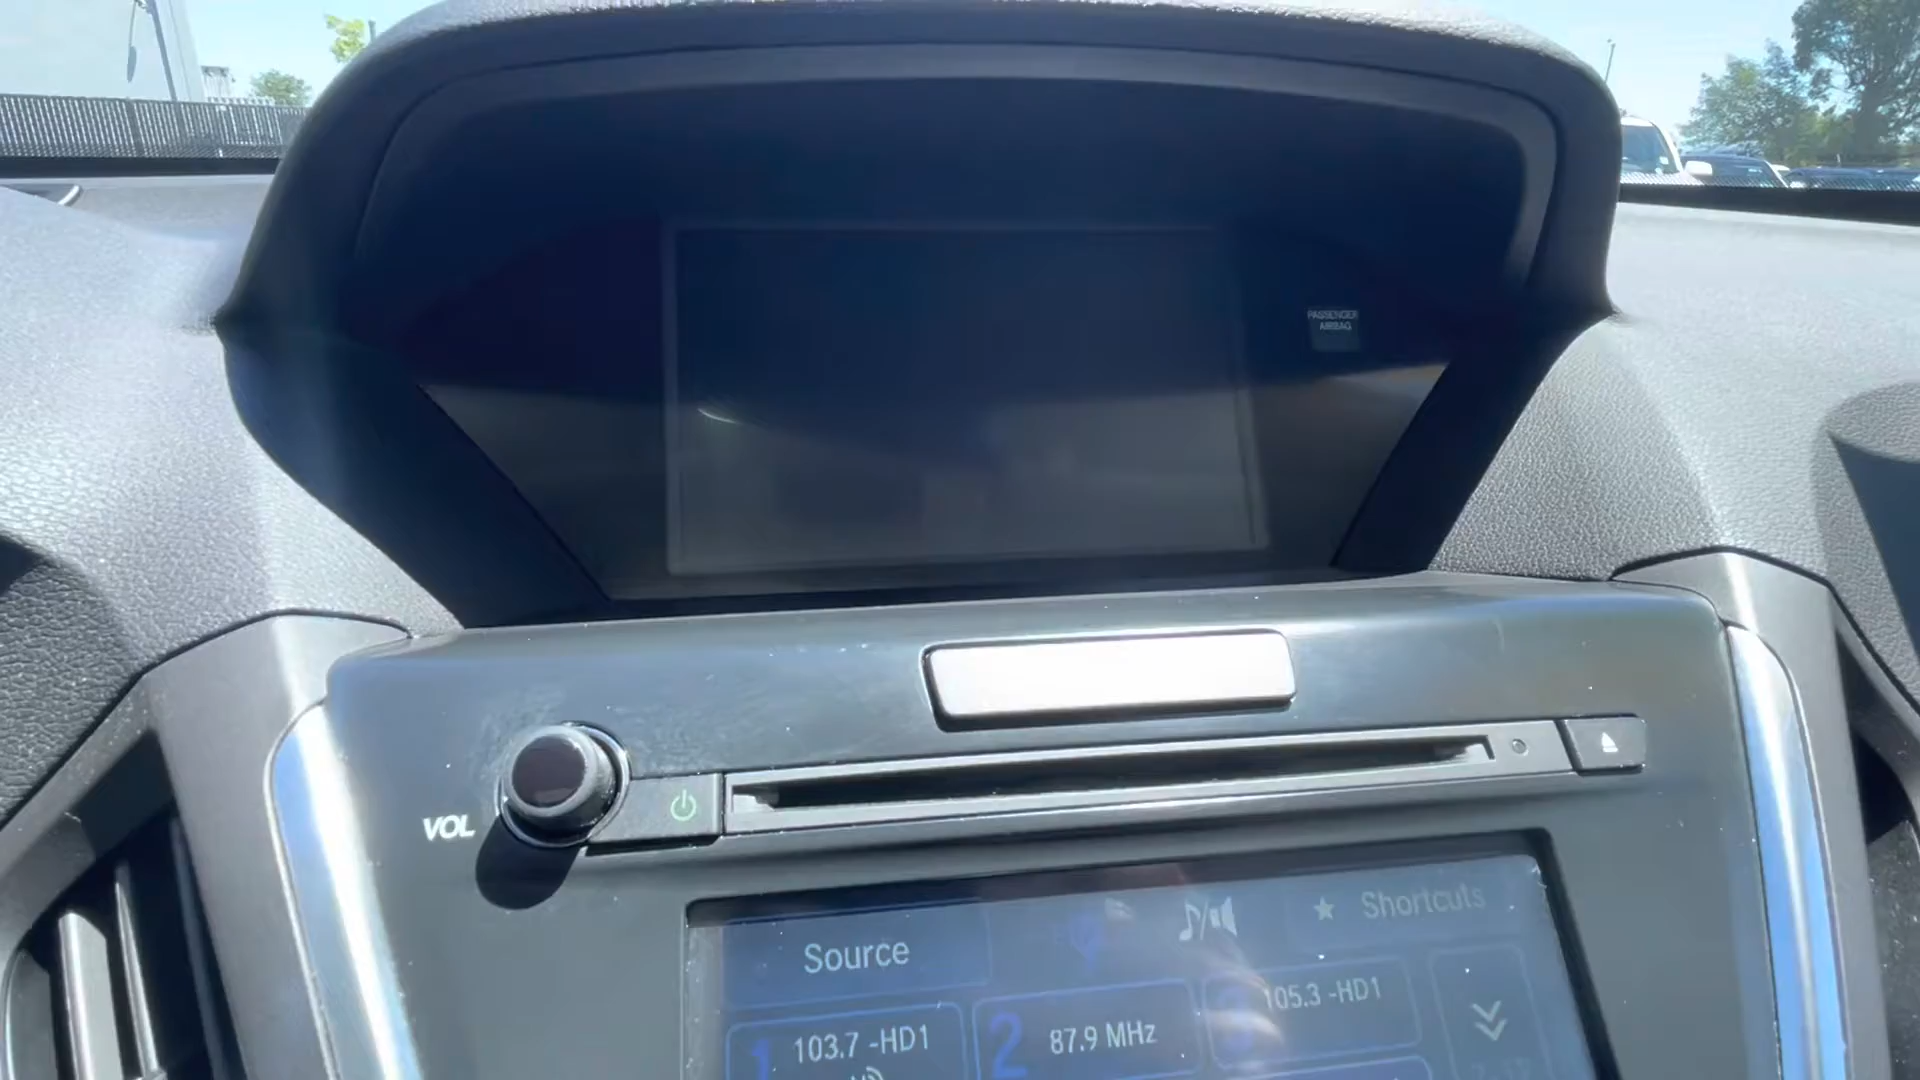 PASSENGER
AIRBAG
VOL
Source
Shortcuts
1 103.7 -HD1
2 87.9 MHz
3 105.3 -HD1